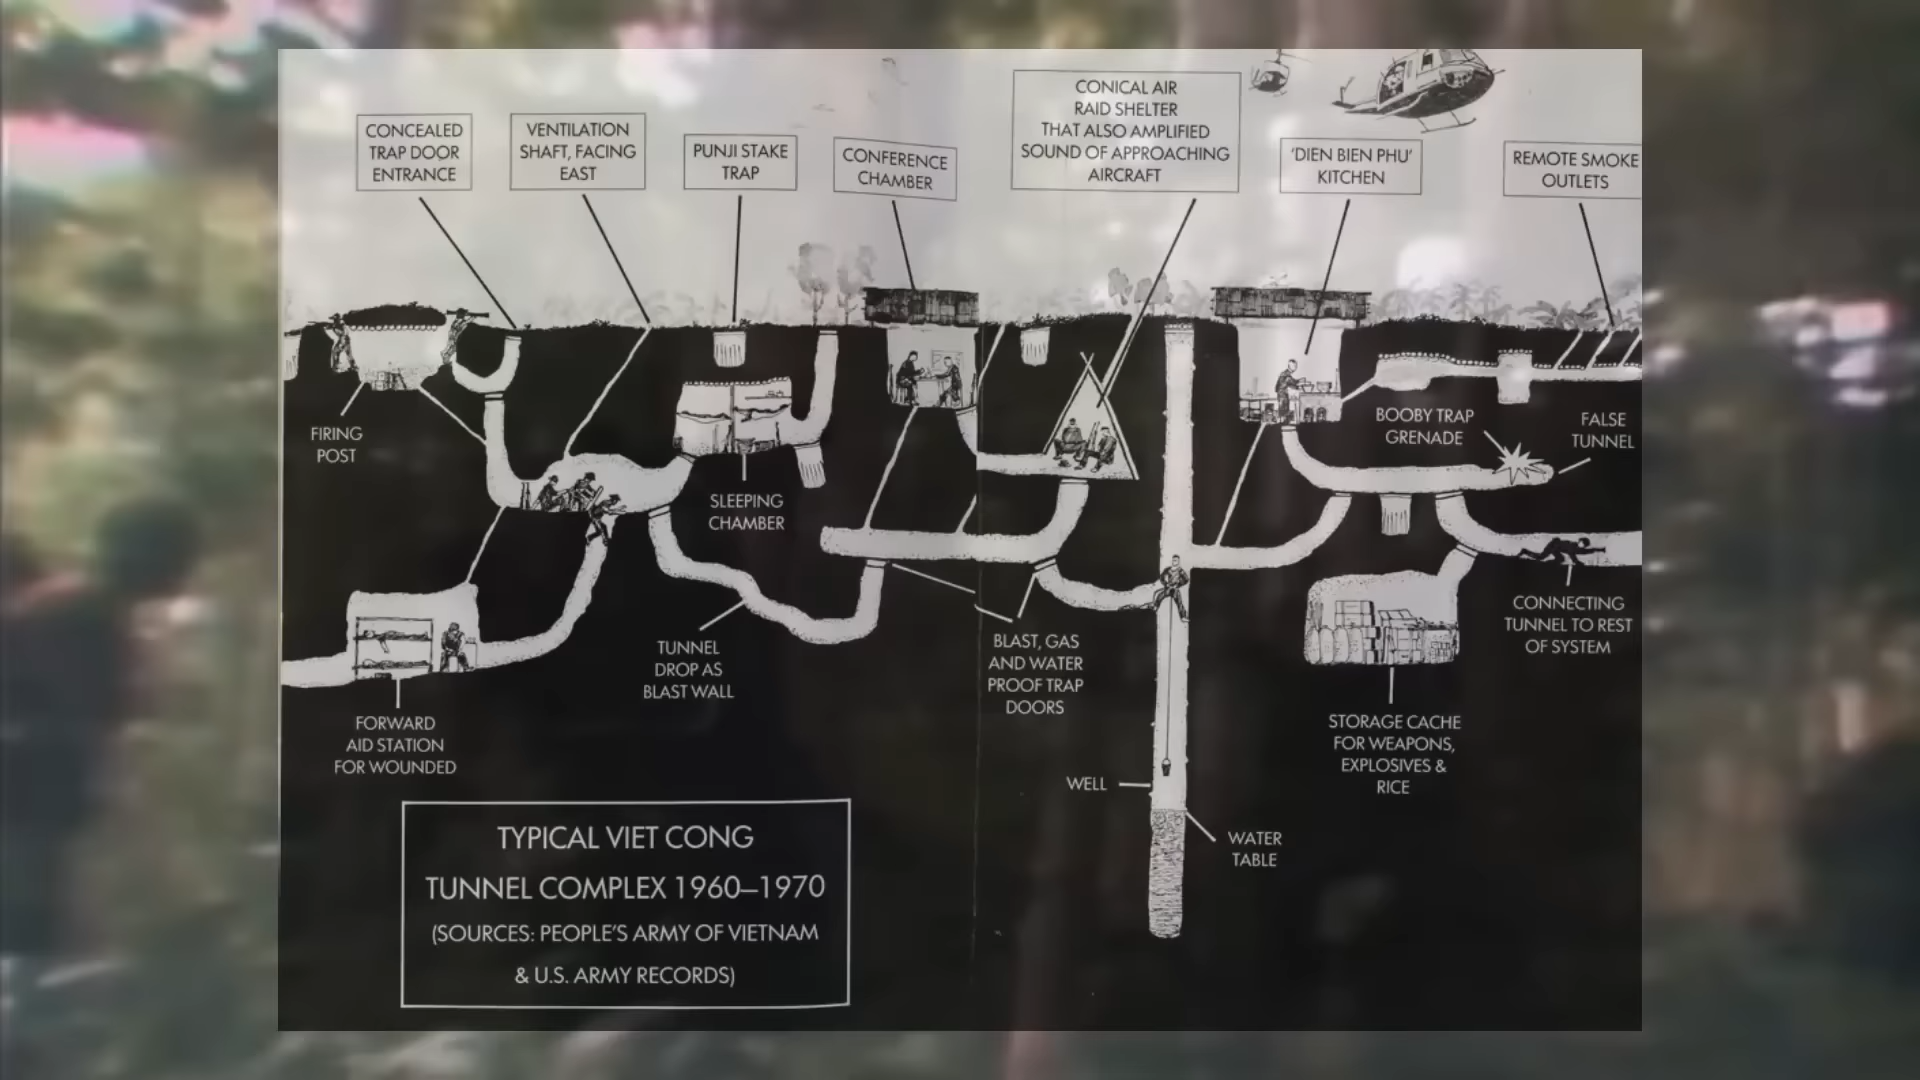 CONCEALED
TRAP DOOR
ENTRANCE
VENTILATION
SHAFT, FACING
EAST
PUNJI STAKE
TRAP
CONFERENCE
CHAMBER
CONICAL AIR
RAID SHELTER
THAT ALSO AMPLIFIED
SOUND OF APPROACHING
AIRCRAFT
'DIEN BIEN PHU'
KITCHEN
REMOTE SMOKE
OUTLETS
FIRING
POST
SLEEPING
CHAMBER
BOOBY TRAP
GRENADE
FALSE
TUNNEL
FORWARD
AID STATION
FOR WOUNDED
TUNNEL
DROP AS
BLAST WALL
BLAST, GAS
AND WATER
PROOF TRAP
DOORS
CONNECTING
TUNNEL TO REST
OF SYSTEM
STORAGE CACHE
FOR WEAPONS,
EXPLOSIVES &
RICE
WELL
WATER
TABLE
TYPICAL VIET CONG
TUNNEL COMPLEX 1960–1970
(SOURCES: PEOPLE'S ARMY OF VIETNAM
& U.S. ARMY RECORDS)